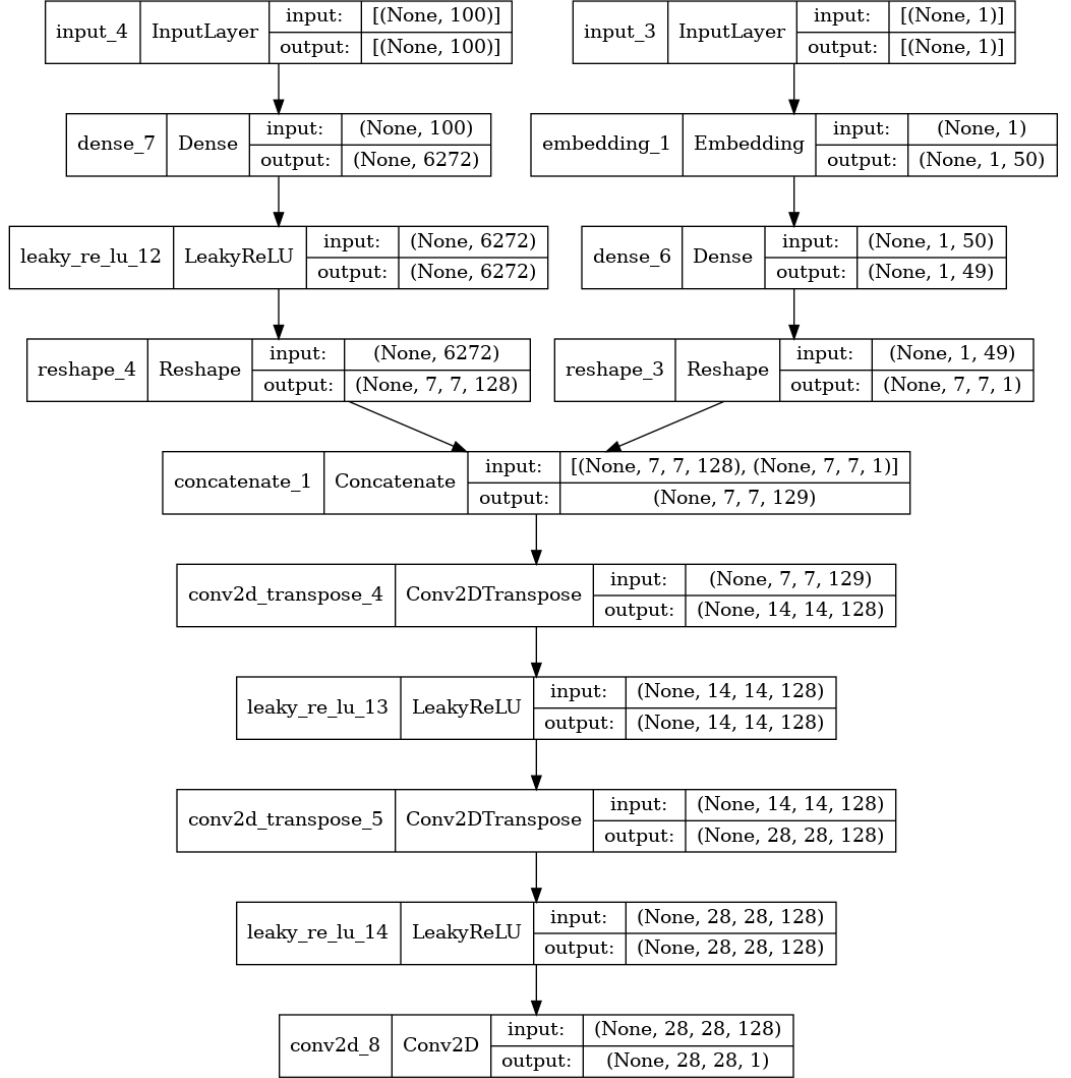 input_4 InputLayer input: [(None, 100)]
output: [(None, 100)]
input_3 InputLayer input: [(None, 1)]
output: [(None, 1)]
dense_7 Dense input: (None, 100)
output: (None, 6272)
embedding_1 Embedding input: (None, 1)
output: (None, 1, 50)
leaky_re_lu_12 LeakyReLU input: (None, 6272)
output: (None, 6272)
dense_6 Dense input: (None, 1, 50)
output: (None, 1, 49)
reshape_4 Reshape input: (None, 6272)
output: (None, 7, 7, 128)
reshape_3 Reshape input: (None, 1, 49)
output: (None, 7, 7, 1)
concatenate_1 Concatenate input: [(None, 7, 7, 128), (None, 7, 7, 1)]
output: (None, 7, 7, 129)
conv2d_transpose_4 Conv2DTranspose input: (None, 7, 7, 129)
output: (None, 14, 14, 128)
leaky_re_lu_13 LeakyReLU input: (None, 14, 14, 128)
output: (None, 14, 14, 128)
conv2d_transpose_5 Conv2DTranspose input: (None, 14, 14, 128)
output: (None, 28, 28, 128)
leaky_re_lu_14 LeakyReLU input: (None, 28, 28, 128)
output: (None, 28, 28, 128)
conv2d_8 Conv2D input: (None, 28, 28, 128)
output: (None, 28, 28, 1)